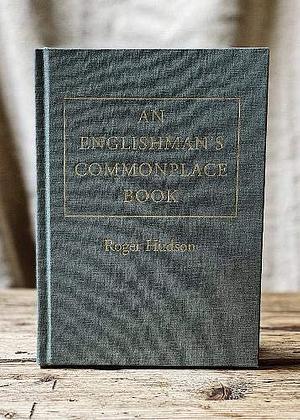 AN
ENGLISHMAN'S
COMMONPLACE
BOOK
Roger Hudson